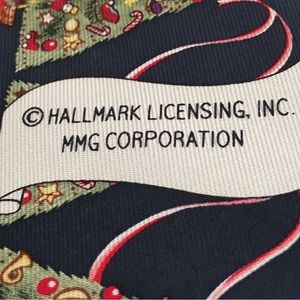 © HALLMARK LICENSING, INC.
MMG CORPORATION